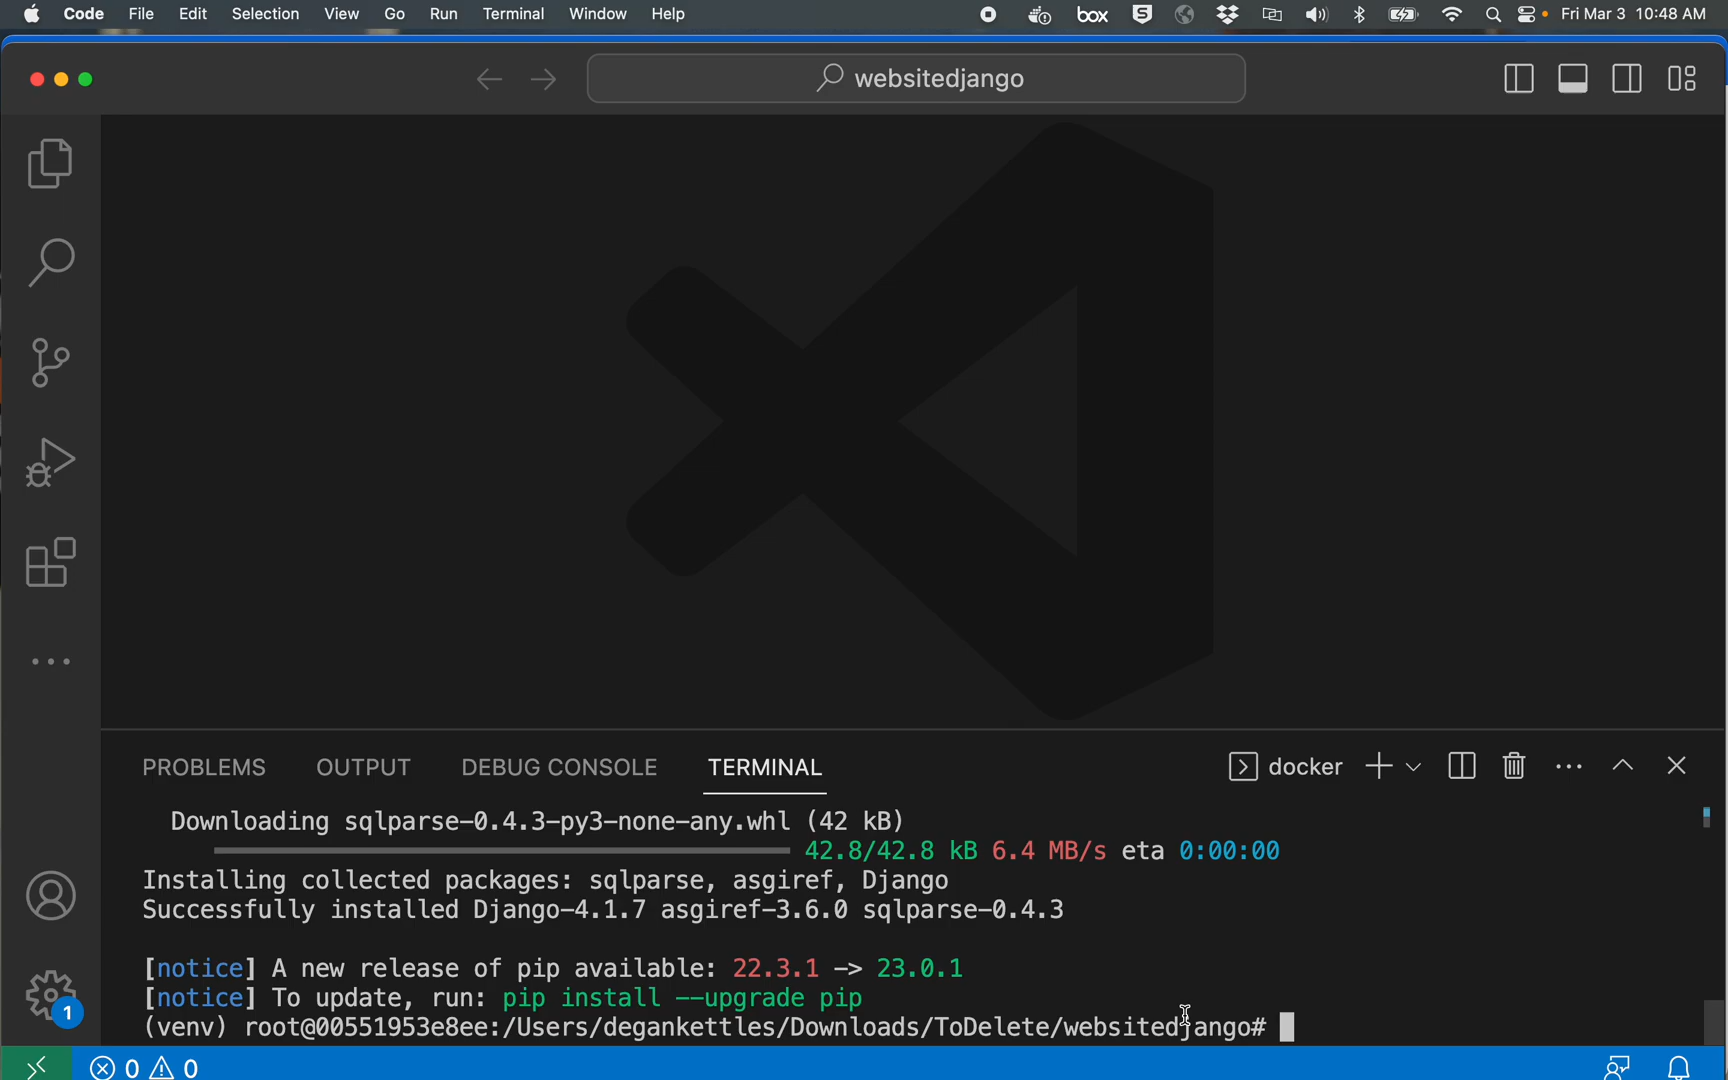 Code File Edit Selection View Go Run Terminal Window Help box Fri Mar 3 10:48 AM
websitedjango
PROBLEMS OUTPUT DEBUG CONSOLE TERMINAL docker
Downloading sqlparse-0.4.3-py3-none-any.whl (42 kB)
42.8/42.8 kB 6.4 MB/s eta 0:00:00
Installing collected packages: sqlparse, asgiref, Django
Successfully installed Django-4.1.7 asgiref-3.6.0 sqlparse-0.4.3
[notice] A new release of pip available: 22.3.1 -> 23.0.1
[notice] To update, run: pip install --upgrade pip
(venv) root@00551953e8ee:/Users/degankettles/Downloads/ToDelete/websitedjango#
1
0 0